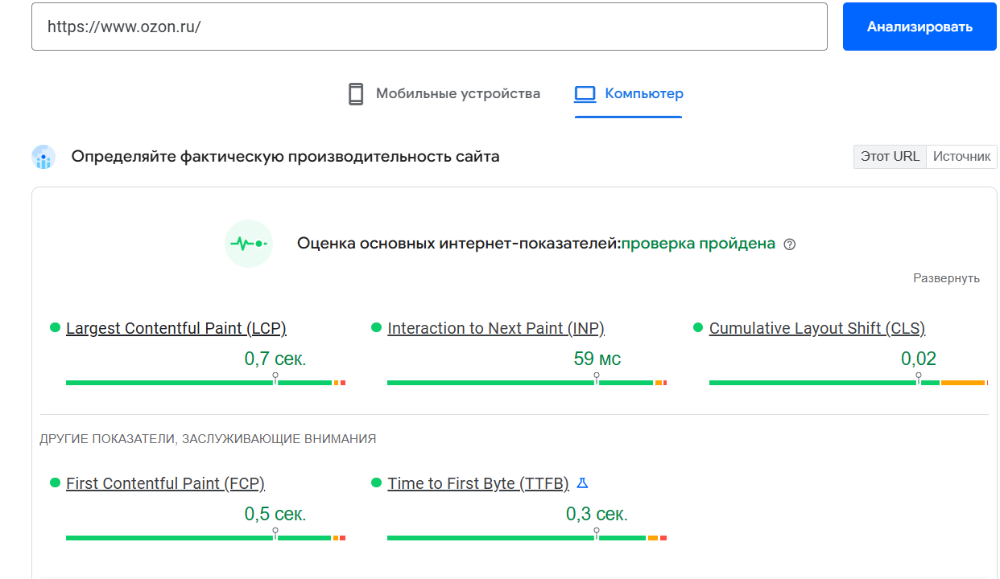 https://www.ozon.ru/
Анализировать
Мобильные устройства
Компьютер
Определяйте фактическую производительность сайта
Этот URL
Источник
Оценка основных интернет-показателей:проверка пройдена
Развернуть
Largest Contentful Paint (LCP)
0,7 сек.
Interaction to Next Paint (INP)
59 мс
Cumulative Layout Shift (CLS)
0,02
ДРУГИЕ ПОКАЗАТЕЛИ, ЗАСЛУЖИВАЮЩИЕ ВНИМАНИЯ
First Contentful Paint (FCP)
0,5 сек.
Time to First Byte (TTFB)
0,3 сек.